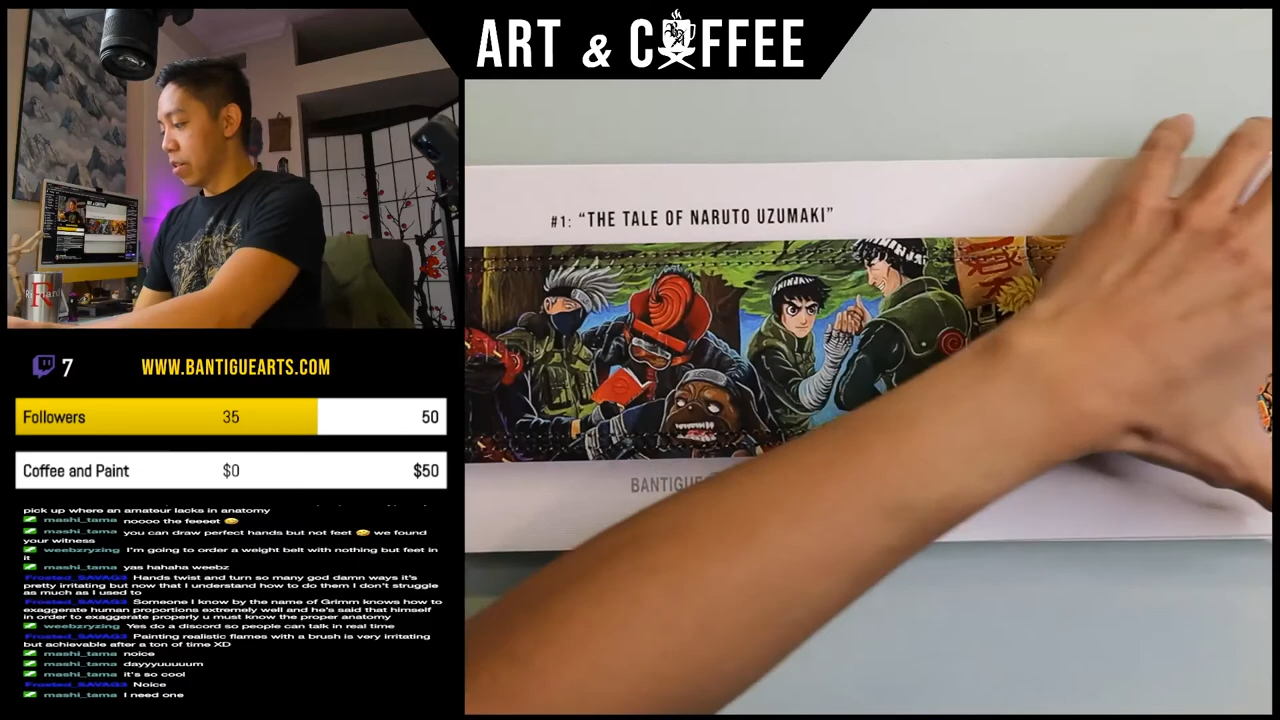 ART & COFFEE
#1: "THE TALE OF NARUTO UZUMAKI"
BANTIGUE
7
WWW.BANTIGUEARTS.COM
Followers 35 50
Coffee and Paint $0 $50
pick up where an amateur lacks in anatomy
mashi_tama noooo the feeeet
mashi_tama you can draw perfect hands but not feet we found
your witness
weebzryzing I'm going to order a weight belt with nothing but feet in
it
mashi_tama yas hahaha weebz
Frosted_SAVAG3 Hands twist and turn so many god damn ways it's
pretty irritating but now that I understand how to do them I don't struggle
as much as I used to
Frosted_SAVAG3 Someone I know by the name of Grimm knows how to
exaggerate human proportions extremely well and he's said that himself
in order to exaggerate properly u must know the proper anatomy
weebzryzing Yes do a discord so people can talk in real time
Frosted_SAVAG3 Painting realistic flames with a brush is very irritating
but achievable after a ton of time XD
mashi_tama noice
mashi_tama dayyyuuuuum
mashi_tama it's so cool
Frosted_SAVAG3 Noice
mashi_tama I need one